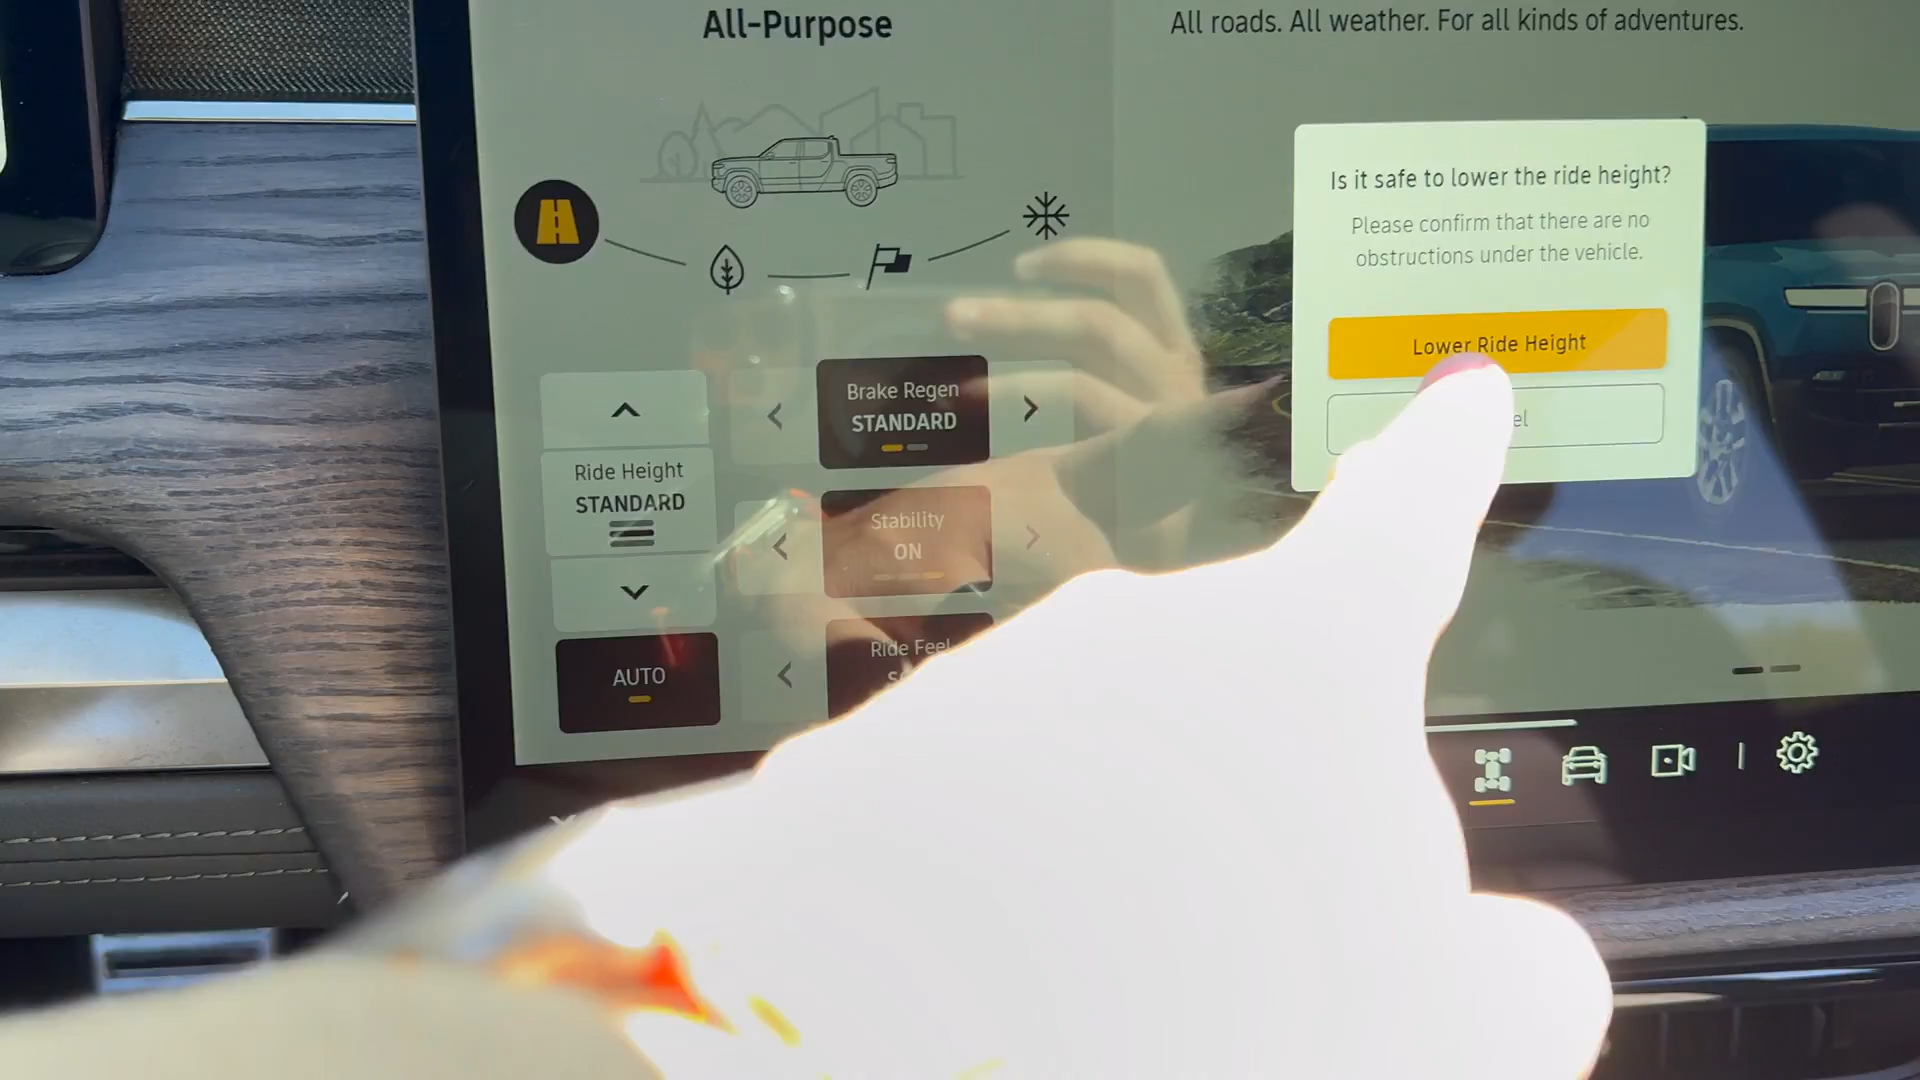 All-Purpose
All roads. All weather. For all kinds of adventures.
Is it safe to lower the ride height?
Please confirm that there are no
obstructions under the vehicle.
Lower Ride Height
Brake Regen
STANDARD
Ride Height
STANDARD
Stability
ON
Ride Feel
AUTO